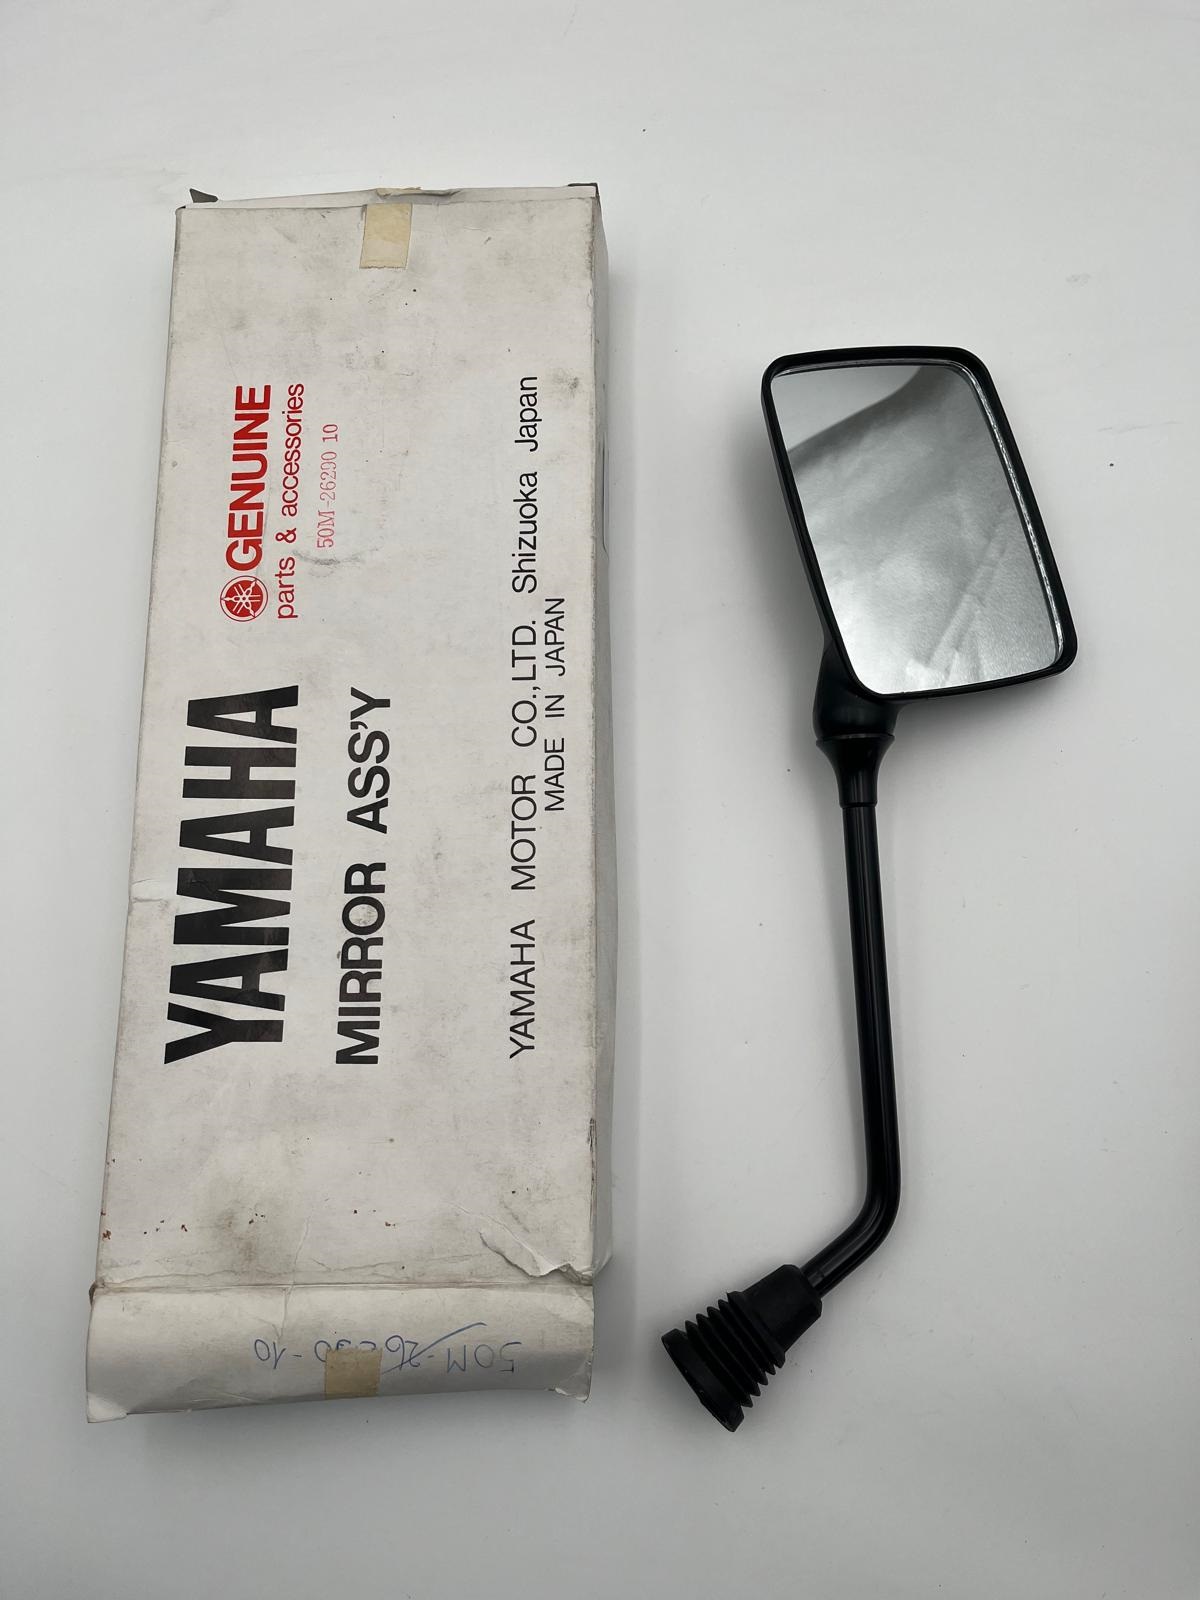 YAMAHA
GENUINE
parts & accessories
50M-26290 10
MIRROR ASS'Y
YAMAHA MOTOR CO.,LTD. Shizuoka Japan
MADE IN JAPAN
50M-26290-10